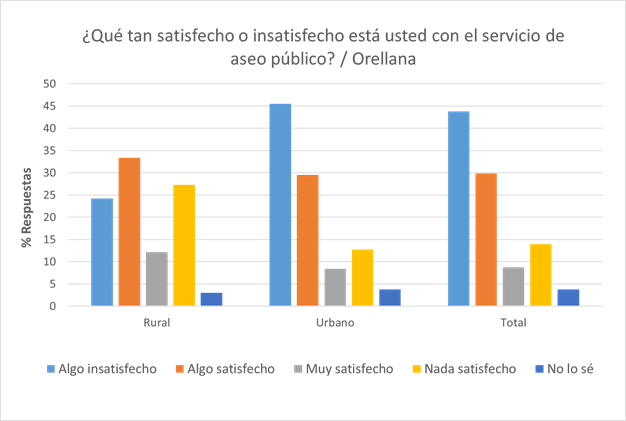 ¿Qué tan satisfecho o insatisfecho está usted con el servicio de
aseo público? / Orellana
% Respuestas
50
45
40
35
30
25
20
15
10
5
0
Rural Urbano Total
Algo insatisfecho Algo satisfecho Muy satisfecho Nada satisfecho No lo sé